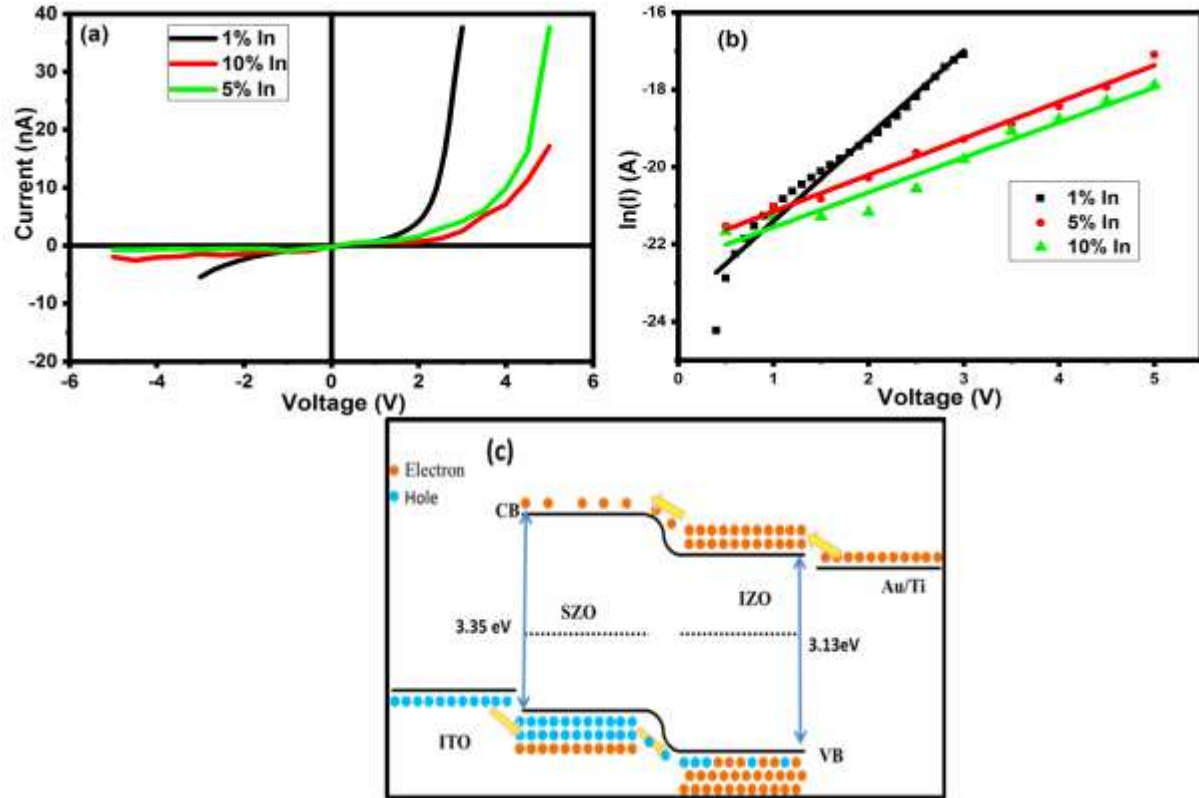 (a)
1% In
10% In
5% In
Current (nA)
40
30
20
10
0
-10
-20
-6
-4
-2
0
2
4
6
Voltage (V)
(b)
ln(I) (A)
-16
-18
-20
-22
-24
0
1
2
3
4
5
Voltage (V)
1% In
5% In
10% In
(c)
Electron
Hole
CB
SZO
IZO
Au/Ti
3.35 eV
3.13eV
ITO
VB